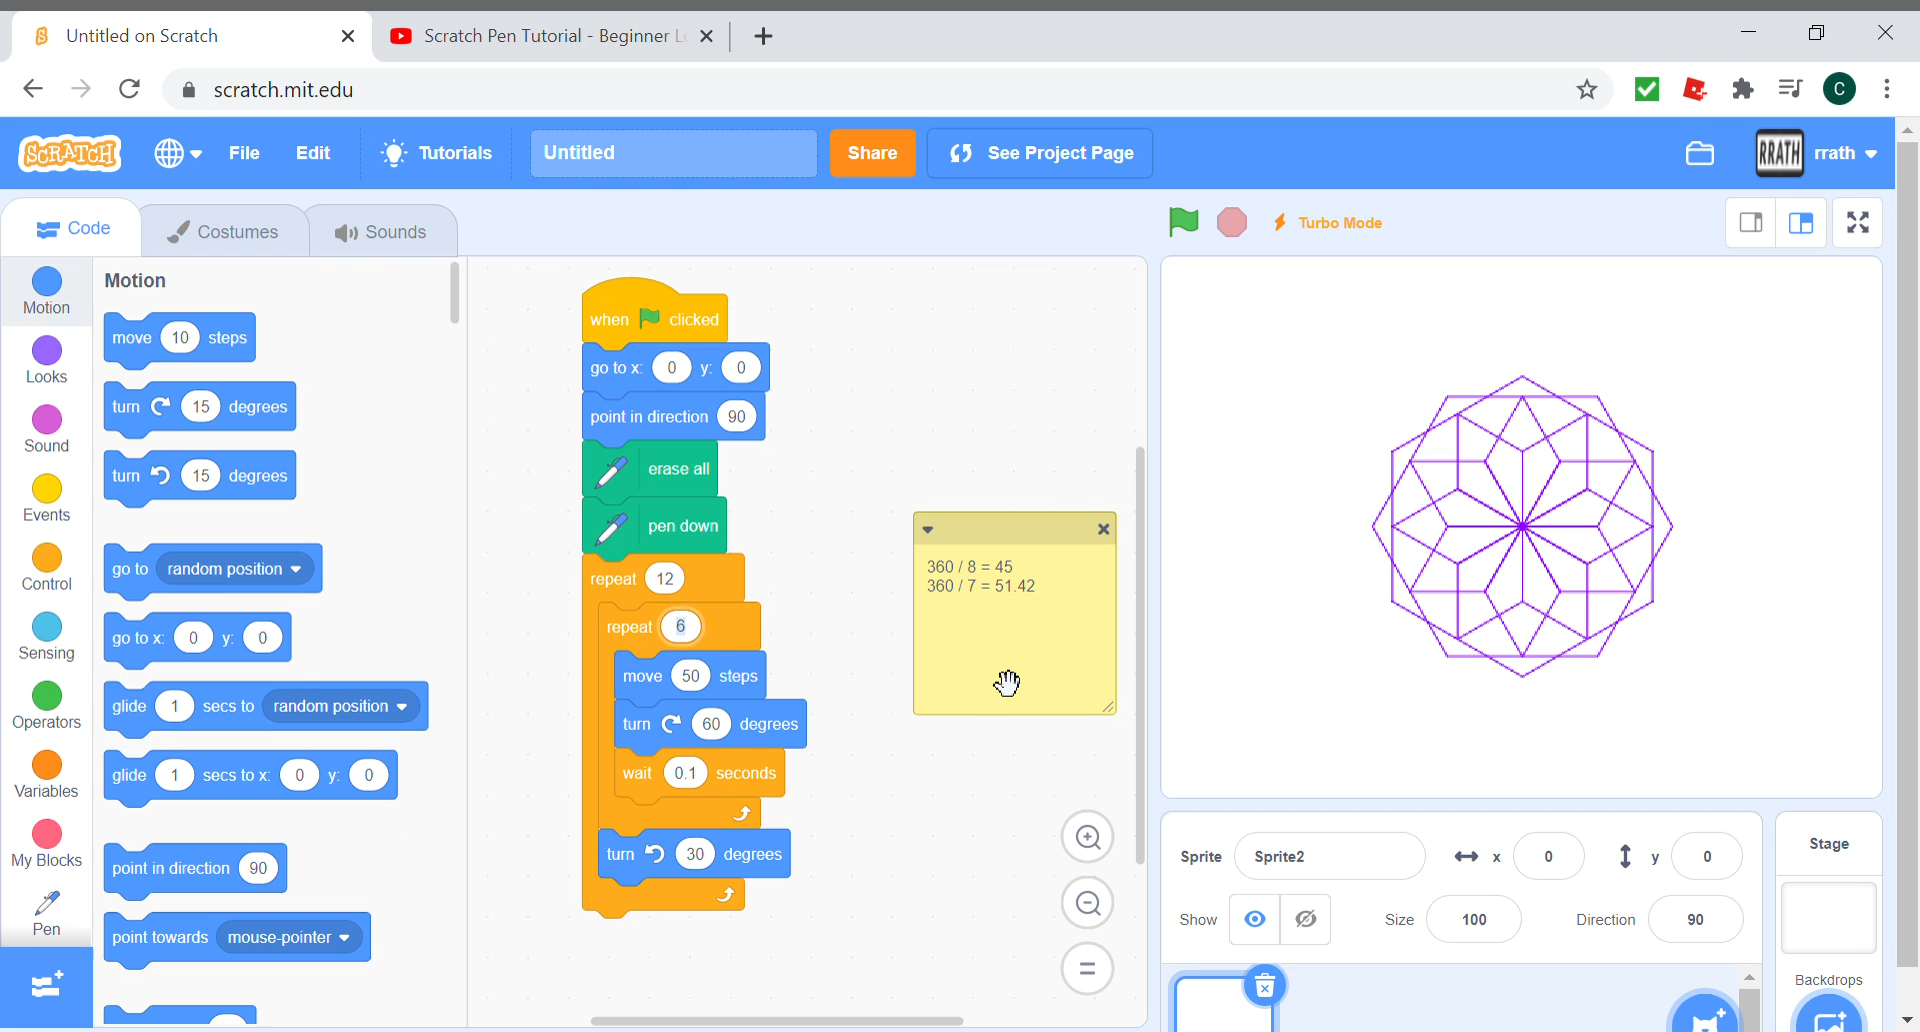 Untitled on Scratch
Scratch Pen Tutorial - Beginner
scratch.mit.edu
C
SCRATCH
File
Edit
Tutorials
Untitled
Share
See Project Page
RRATH
rrath
Code
Costumes
Sounds
Turbo Mode
Motion
Looks
Sound
Events
Control
Sensing
Operators
Variables
My Blocks
Pen
Motion
move 10 steps
turn 15 degrees
turn 15 degrees
go to random position
go to x: 0 y: 0
glide 1 secs to random position
glide 1 secs to x: 0 y: 0
point in direction 90
point towards mouse-pointer
when clicked
go to x: 0 y: 0
point in direction 90
erase all
pen down
repeat 12
repeat 6
move 50 steps
turn 60 degrees
wait 0.1 seconds
turn 30 degrees
360 / 8 = 45
360 / 7 = 51.42
Sprite Sprite2 x 0 y 0
Show Size 100 Direction 90
Stage
Backdrops